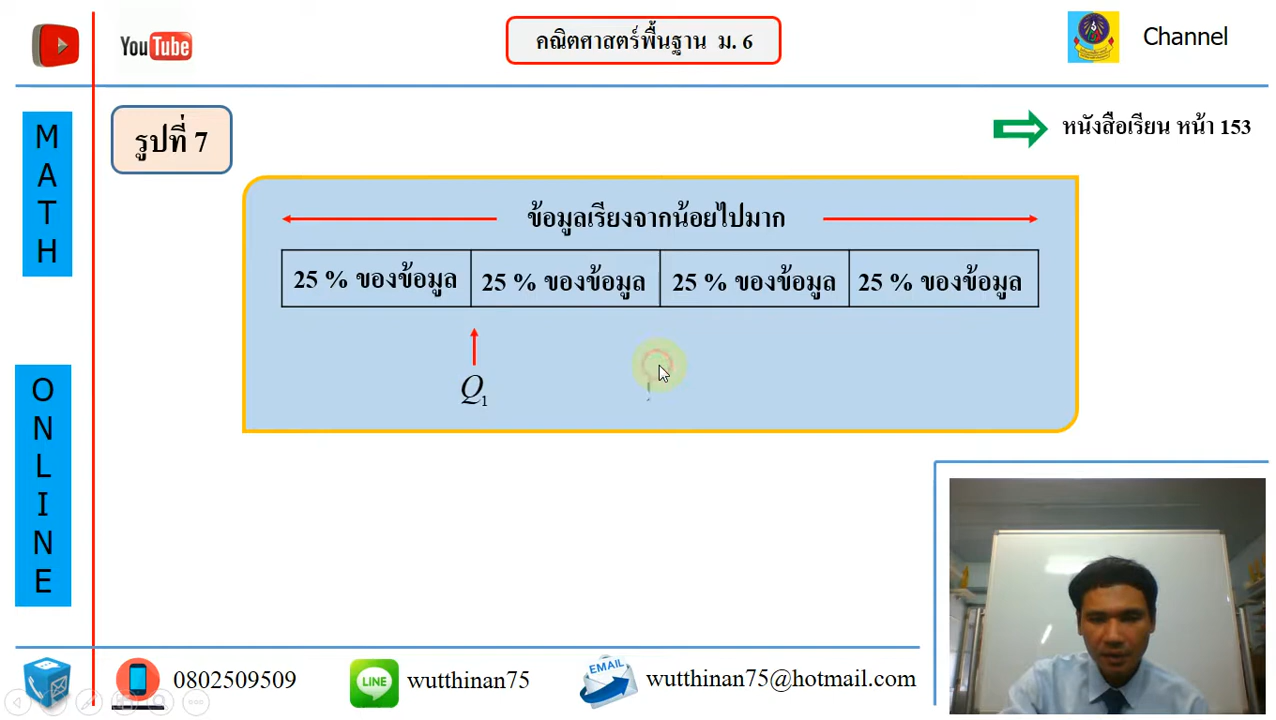 YouTube
คณิตศาสตร์พื้นฐาน ม. 6
Channel
MATH
ONLINE
รูปที่ 7
หนังสือเรียน หน้า 153
ข้อมูลเรียงจากน้อยไปมาก
25 % ของข้อมูล 25 % ของข้อมูล 25 % ของข้อมูล 25 % ของข้อมูล
Q1
0802509509
LINE
wutthinan75
EMAIL
wutthinan75@hotmail.com